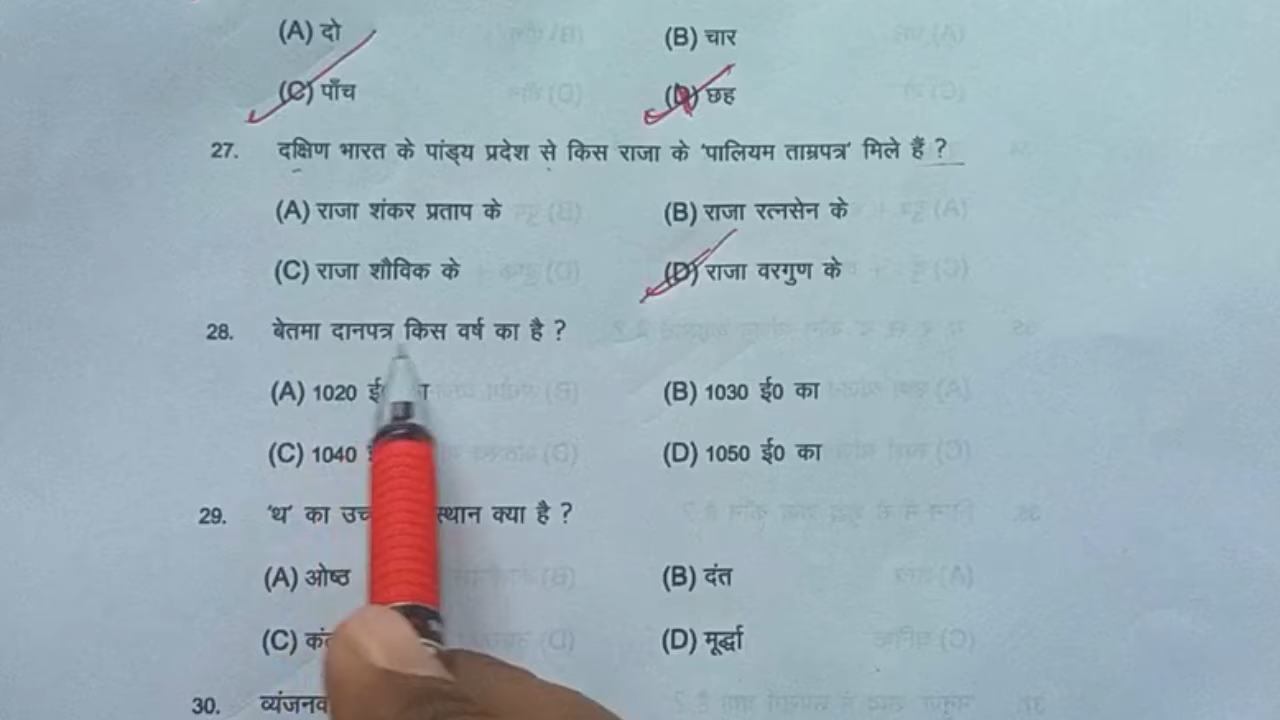 (A) दो (B) चार
(C) पाँच (D) छह
27. दक्षिण भारत के पांड्य प्रदेश से किस राजा के 'पालियम ताम्रपत्र' मिले हैं ?
(A) राजा शंकर प्रताप के (B) राजा रत्नसेन के
(C) राजा शौविक के (D) राजा वरगुण के
28. बेतमा दानपत्र किस वर्ष का है ?
(A) 1020 (B) 1030 ई0 का
(C) 1040 (D) 1050 ई0 का
29. 'थ' का स्थान क्या है ?
(A) ओष्ठ (B) दंत
(C) (D) मूर्द्धा
30.